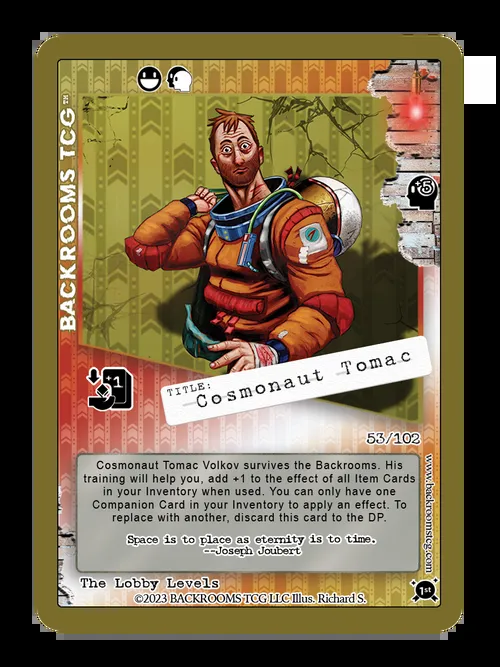 BACKROOMS TCG™
+5
+1
TITLE:
Cosmonaut Tomac
53/102
Cosmonaut Tomac Volkov survives the Backrooms. His
training will help you, add +1 to the effect of all Item Cards
in your Inventory when used. You can only have one
Companion Card in your Inventory to apply an effect. To
replace with another, discard this card to the DP.
Space is to place as eternity is to time.
--Joseph Joubert
www.backroomstcg.com
The Lobby Levels
©2023 BACKROOMS TCG LLC Illus. Richard S.
1st